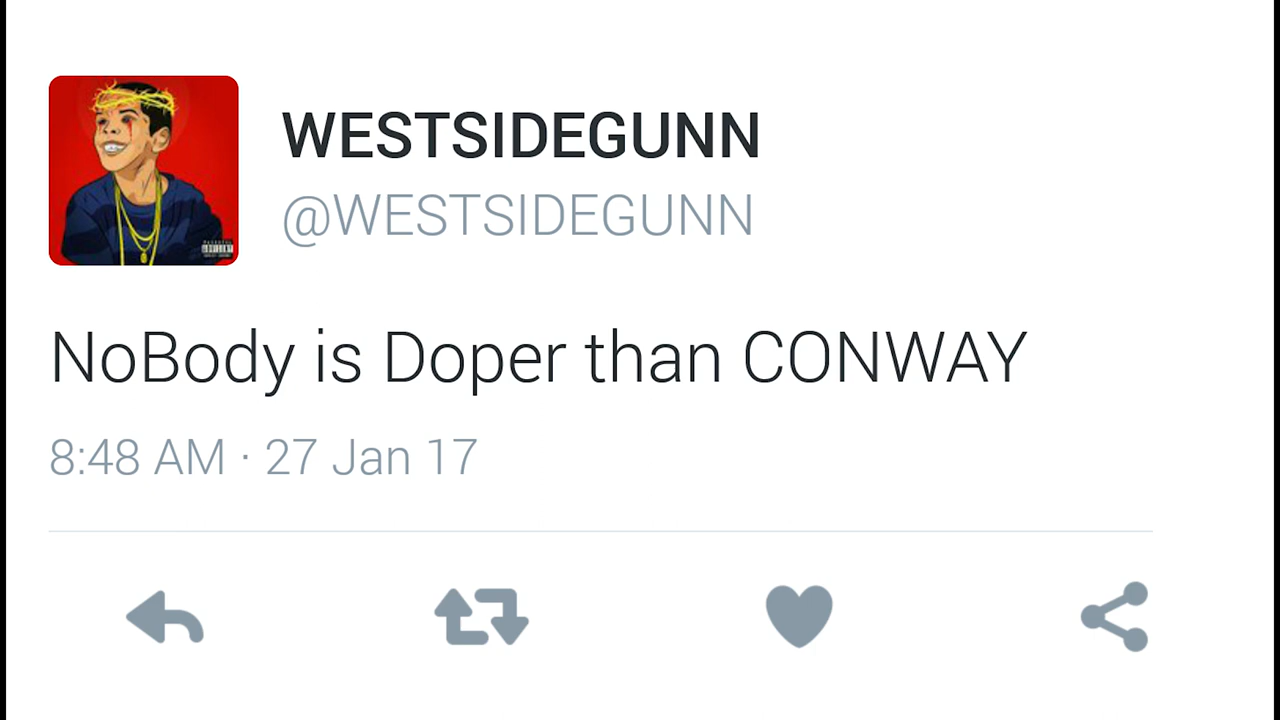 WESTSIDEGUNN
@WESTSIDEGUNN
NoBody is Doper than CONWAY
8:48 AM · 27 Jan 17